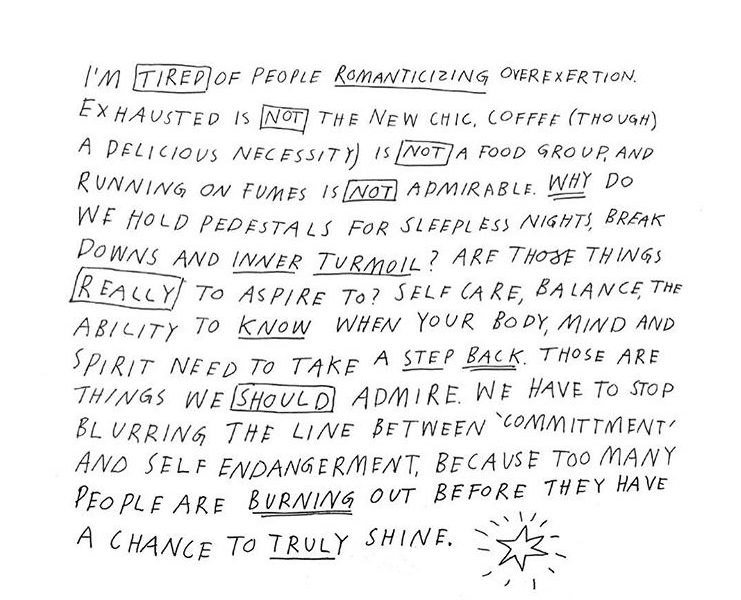 I'M TIRED OF PEOPLE ROMANTICIZING OVEREXERTION.
EXHAUSTED IS NOT THE NEW CHIC, COFFEE (THOUGH)
A DELICIOUS NECESSITY) IS NOT A FOOD GROUP, AND
RUNNING ON FUMES IS NOT ADMIRABLE. WHY DO
WE HOLD PEDESTALS FOR SLEEPLESS NIGHTS, BREAK
DOWNS AND INNER TURMOIL? ARE THOSE THINGS
REALLY TO ASPIRE TO? SELF CARE, BALANCE, THE
ABILITY TO KNOW WHEN YOUR BODY, MIND AND
SPIRIT NEED TO TAKE A STEP BACK. THOSE ARE
THINGS WE SHOULD ADMIRE. WE HAVE TO STOP
BLURRING THE LINE BETWEEN 'COMMITTMENT'
AND SELF ENDANGERMENT, BECAUSE TOO MANY
PEOPLE ARE BURNING OUT BEFORE THEY HAVE
A CHANCE TO TRULY SHINE.